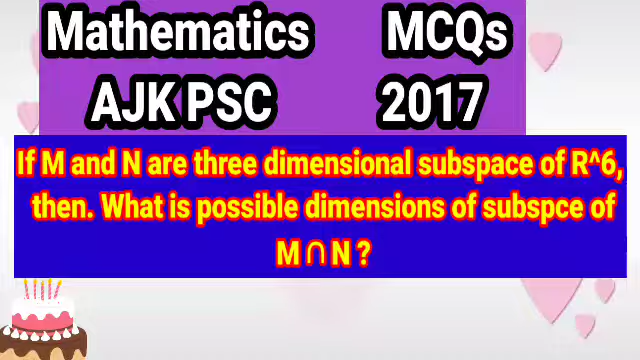 Mathematics MCQs
AJK PSC 2017
If M and N are three dimensional subspace of R^6,
then. What is possible dimensions of subspce of
M ∩ N ?